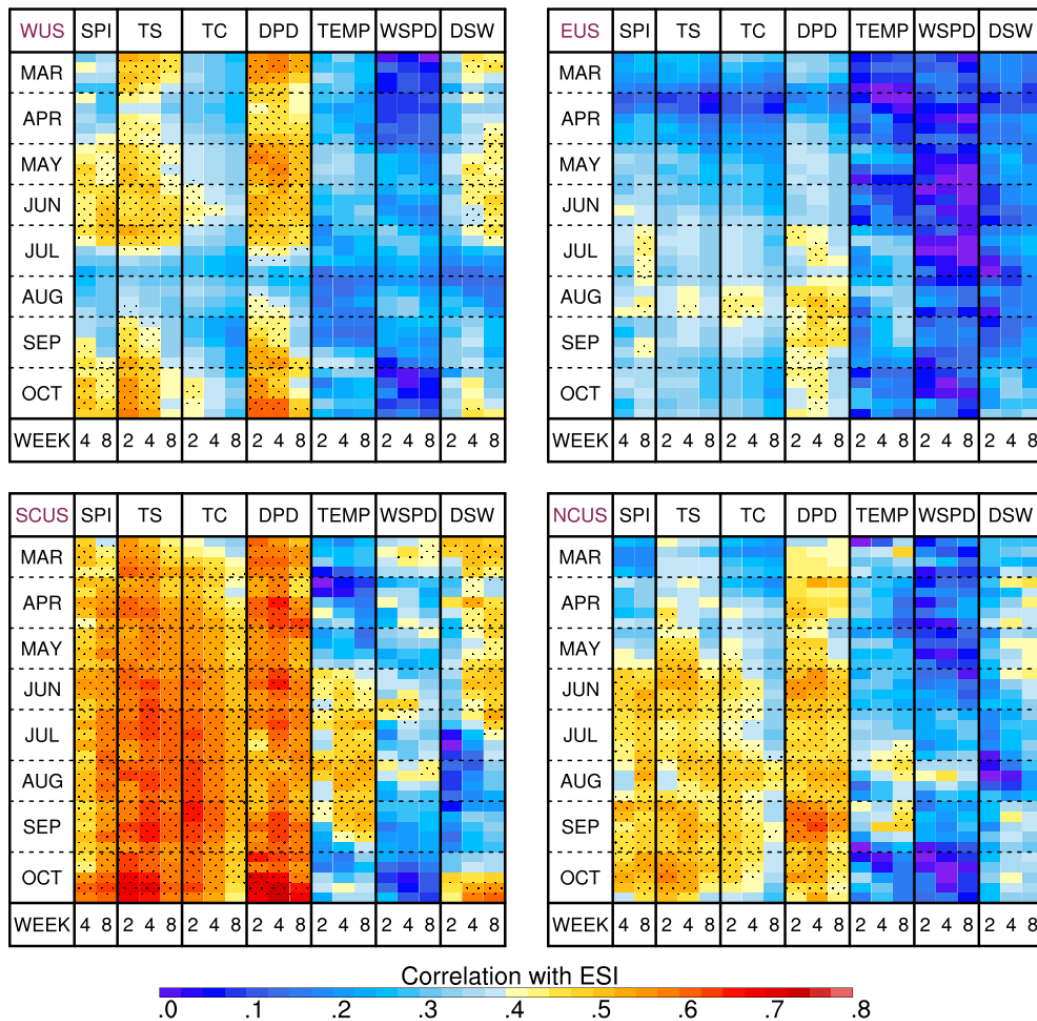 WUS SPI TS TC DPD TEMP WSPD DSW
MAR
APR
MAY
JUN
JUL
AUG
SEP
OCT
WEEK 4 8 2 4 8 2 4 8 2 4 8 2 4 8 2 4 8 2 4 8
EUS SPI TS TC DPD TEMP WSPD DSW
MAR
APR
MAY
JUN
JUL
AUG
SEP
OCT
WEEK 4 8 2 4 8 2 4 8 2 4 8 2 4 8 2 4 8 2 4 8
SCUS SPI TS TC DPD TEMP WSPD DSW
MAR
APR
MAY
JUN
JUL
AUG
SEP
OCT
WEEK 4 8 2 4 8 2 4 8 2 4 8 2 4 8 2 4 8 2 4 8
NCUS SPI TS TC DPD TEMP WSPD DSW
MAR
APR
MAY
JUN
JUL
AUG
SEP
OCT
WEEK 4 8 2 4 8 2 4 8 2 4 8 2 4 8 2 4 8 2 4 8
Correlation with ESI
.0 .1 .2 .3 .4 .5 .6 .7 .8